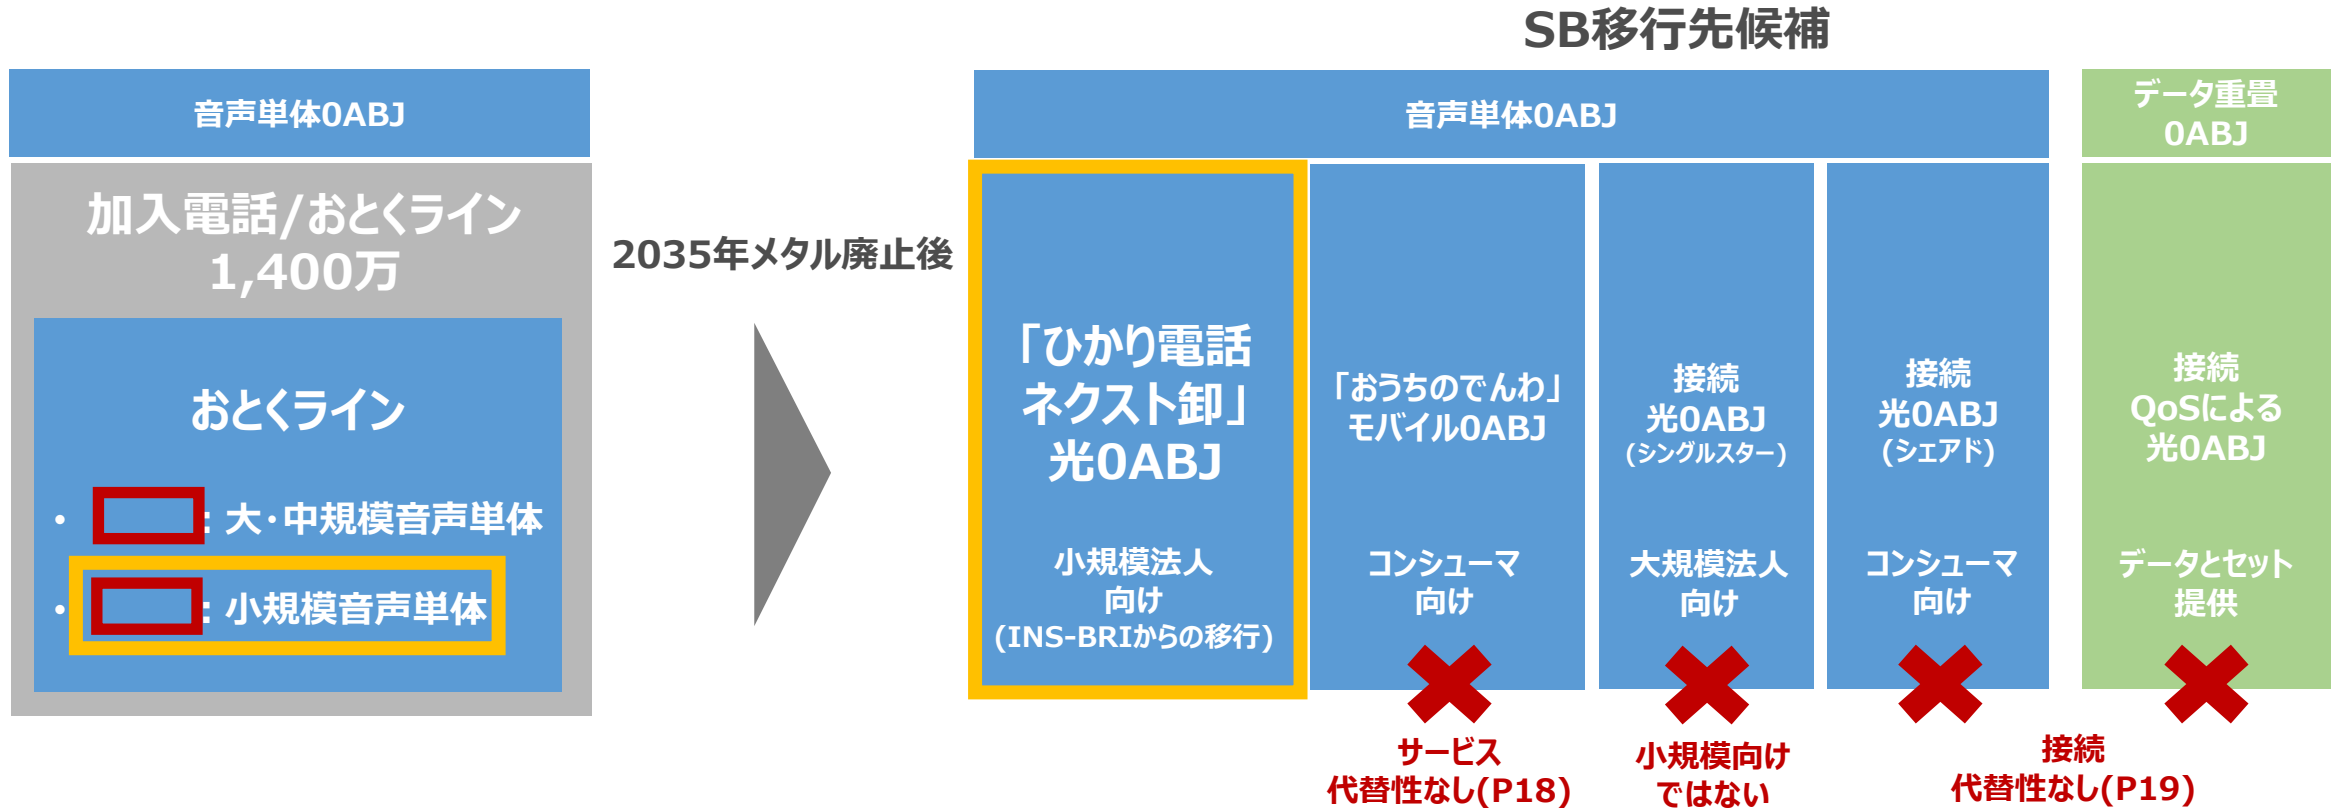 SB移行先候補
音声単体0ABJ
加入電話/おとくライン
1,400万
おとくライン
・ : 大・中規模音声単体
・ : 小規模音声単体
2035年メタル廃止後
音声単体0ABJ
「ひかり電話
ネクスト卸」
光0ABJ
小規模法人
向け
(INS-BRIからの移行)
「おうちのでんわ」
モバイル0ABJ
コンシューマ
向け
サービス
代替性なし(P18)
接続
光0ABJ
(シングルスター)
大規模法人
向け
小規模向け
ではない
接続
光0ABJ
(シェアド)
コンシューマ
向け
データ重畳
0ABJ
接続
QoSによる
光0ABJ
データとセット
提供
接続
代替性なし(P19)